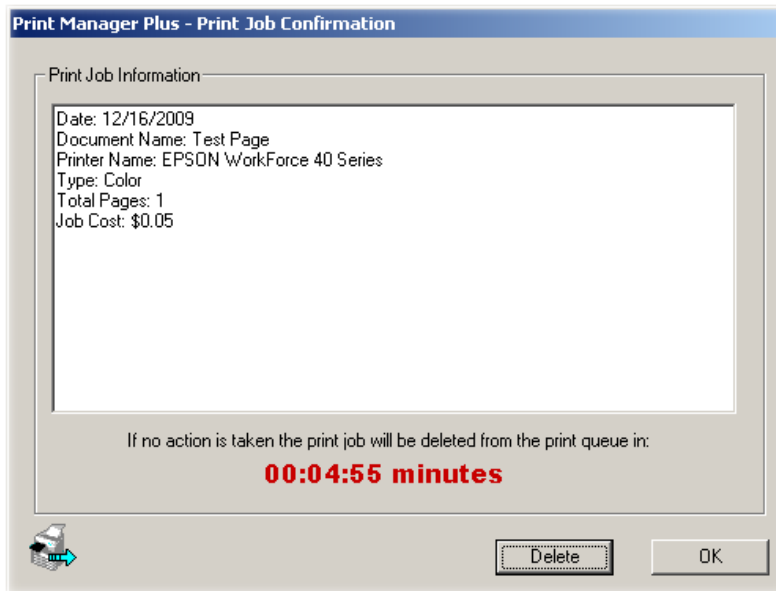 Print Manager Plus - Print Job Confirmation
Print Job Information
Date: 12/16/2009
Document Name: Test Page
Printer Name: EPSON WorkForce 40 Series
Type: Color
Total Pages: 1
Job Cost: $0.05
If no action is taken the print job will be deleted from the print queue in:
00:04:55 minutes
Delete OK